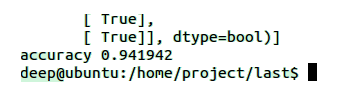 [ True],
[ True]], dtype=bool)]
accuracy 0.941942
deep@ubuntu:/home/project/last$